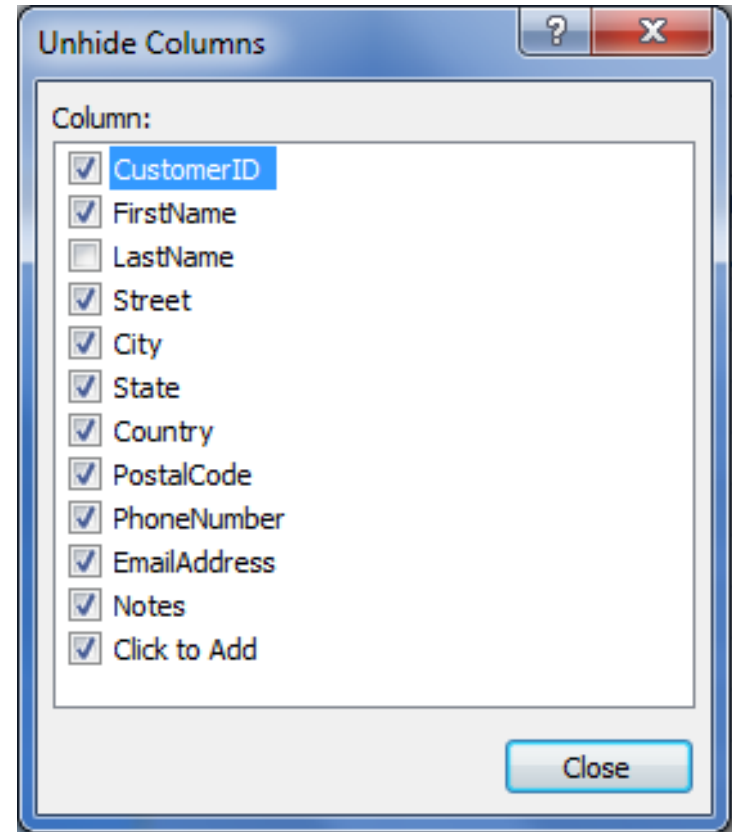 Unhide Columns
Column:
CustomerID
FirstName
LastName
Street
City
State
Country
PostalCode
PhoneNumber
EmailAddress
Notes
Click to Add
Close